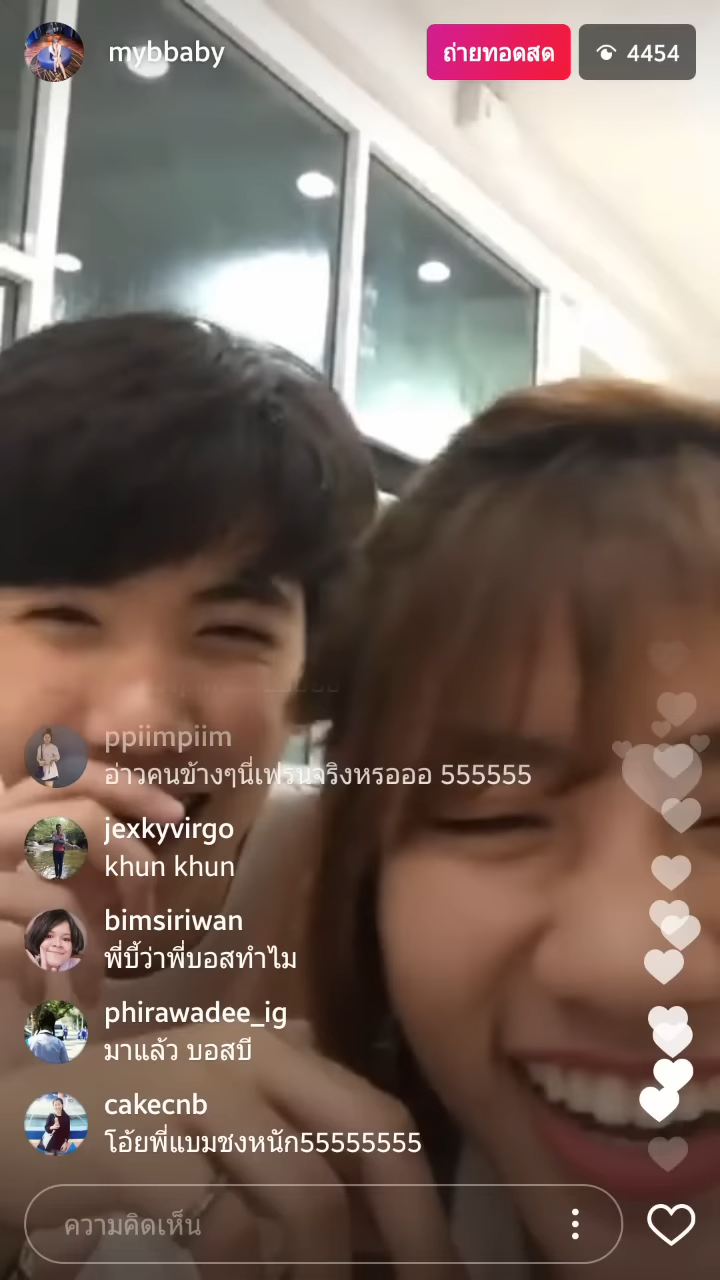 mybbaby
ถ่ายทอดสด
4454
ppiimpiim
อ่าวคนข้างๆนี่เฟรนจริงหรอออ 555555
jexkyvirgo
khun khun
bimsiriwan
พี่บี้ว่าพี่บอสทำไม
phirawadee_ig
มาแล้ว บอสบี
cakecnb
โอ้ยพี่แบมชงหนัก55555555
ความคิดเห็น